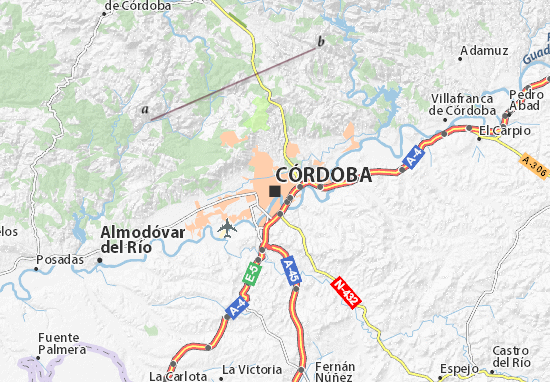 de Córdoba
b
Adamuz
Guad
a
Villafranca
de Córdoba
Pedro
Abad
El Carpio
A-4
A-306
CÓRDOBA
Almodóvar
del Río
elos
Posadas
E-5
A-45
N-432
A-4
Fuente
Palmera
La Carlota
La Victoria
Fernán
Núñez
Espejo
Castro
del Río